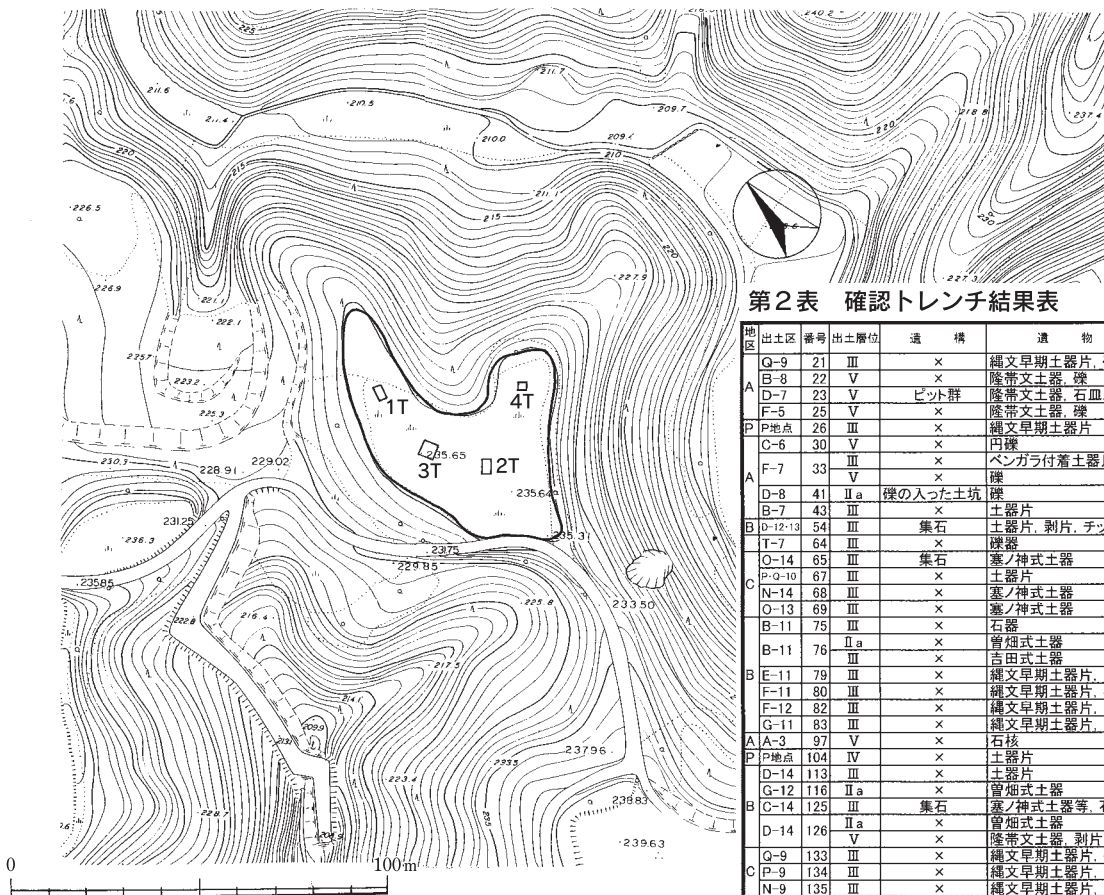 225
240.2
211.6
211.4
210.5
211.7
209.7
218.8
237.4
220
210.0
210
220
215
211.1
215
226.5
230
220
227.9
227.3
226.9
221.1
222.1
223.2
225.3
1T
4T
3T
235.65
2T
235.64
228.91
229.02
230.3
231.25
236.3
235.31
231.75
229.85
235.85
225.8
233.50
222.8
216.4
217.5
209.9
237.96
223.4
238.83
228.7
239.63
0
100m
第2表 確認トレンチ結果表
地区 出土区 番号 出土層位 遺構 遺物
A Q-9 21 Ⅲ × 縄文早期土器片,
B-8 22 Ⅴ × 隆帯文土器, 礫
D-7 23 Ⅴ ピット群 隆帯文土器, 石皿
F-5 25 Ⅴ × 隆帯文土器, 礫
P P地点 26 Ⅲ × 縄文早期土器片
A C-6 30 Ⅴ × 円礫
F-7 33 Ⅲ × ベンガラ付着土器
Ⅴ × 礫
D-8 41 Ⅱa 礫の入った土坑 礫
B-7 43 Ⅲ × 土器片
B D-12・13 54 Ⅲ 集石 土器片, 剥片, チッ
C T-7 64 Ⅲ × 礫器
O-14 65 Ⅲ 集石 塞ノ神式土器
P・Q-10 67 Ⅲ × 土器片
N-14 68 Ⅲ × 塞ノ神式土器
O-13 69 Ⅲ × 塞ノ神式土器
B B-11 75 Ⅲ × 石器
B-11 76 Ⅱa × 曽畑式土器
Ⅲ × 吉田式土器
E-11 79 Ⅲ × 縄文早期土器片,
F-11 80 Ⅲ × 縄文早期土器片,
F-12 82 Ⅲ × 縄文早期土器片,
G-11 83 Ⅲ × 縄文早期土器片,
A A-3 97 Ⅴ × 石核
P P地点 104 Ⅳ × 土器片
B D-14 113 Ⅲ × 土器片
G-12 116 Ⅱa × 曽畑式土器
C-14 125 Ⅲ 集石 塞ノ神式土器等,
D-14 126 Ⅱa × 曽畑式土器
Ⅴ × 隆帯文土器, 剥片
C Q-9 133 Ⅲ × 縄文早期土器片,
P-9 134 Ⅲ × 縄文早期土器片,
N-9 135 Ⅲ × 縄文早期土器片,